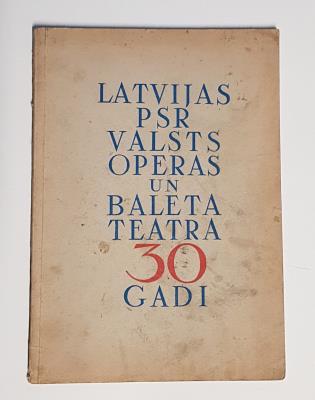 LATVIJAS
PSR
VALSTS
OPERAS
UN
BALETA
TEATRA
30
GADI